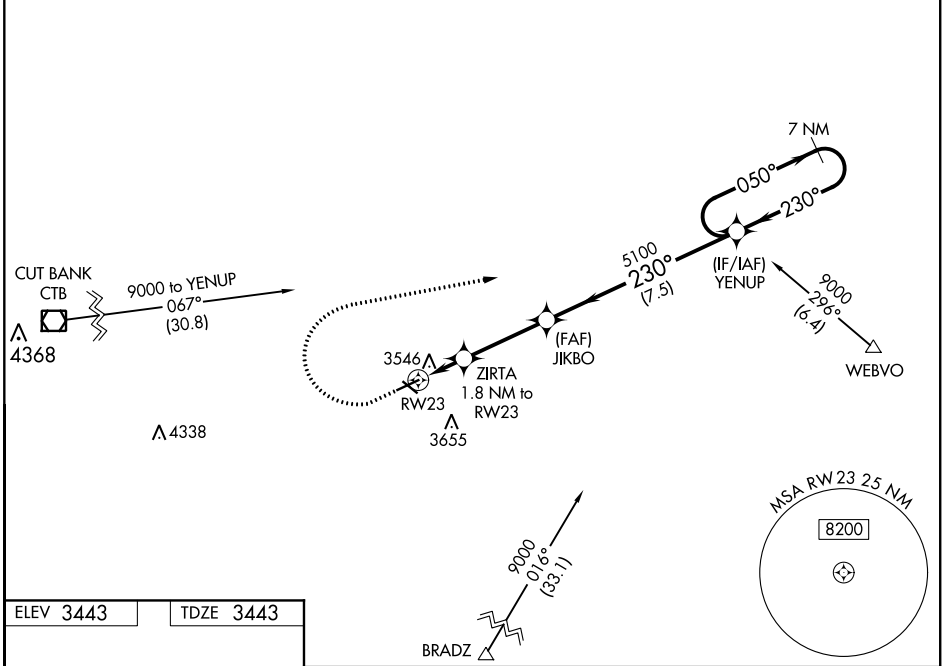 7 NM
050°
230°
(IF/IAF)
YENUP
5100
230°
(7.5)
CUT BANK
CTB
9000 to YENUP
067°
(30.8)
4368
4338
9000
296°
(6.4)
WEBVO
(FAF)
JIKBO
3546
ZIRTA
1.8 NM to
RW23
RW23
3655
MSA RW23 25 NM
8200
9000
016°
(33.1)
BRADZ
ELEV 3443
TDZE 3443